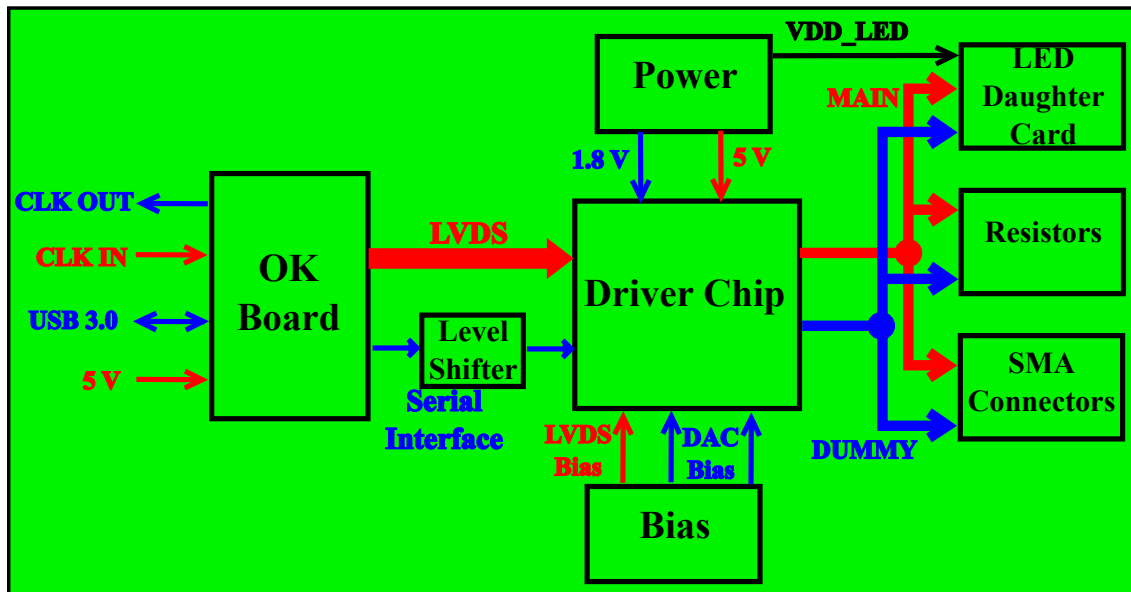 VDD_LED
Power
LED
Daughter
Card
MAIN
1.8 V
5 V
CLK OUT
CLK IN
USB 3.0
5 V
OK
Board
LVDS
Level
Shifter
Serial
Interface
Driver Chip
Resistors
SMA
Connectors
DUMMY
LVDS
Bias
DAC
Bias
Bias